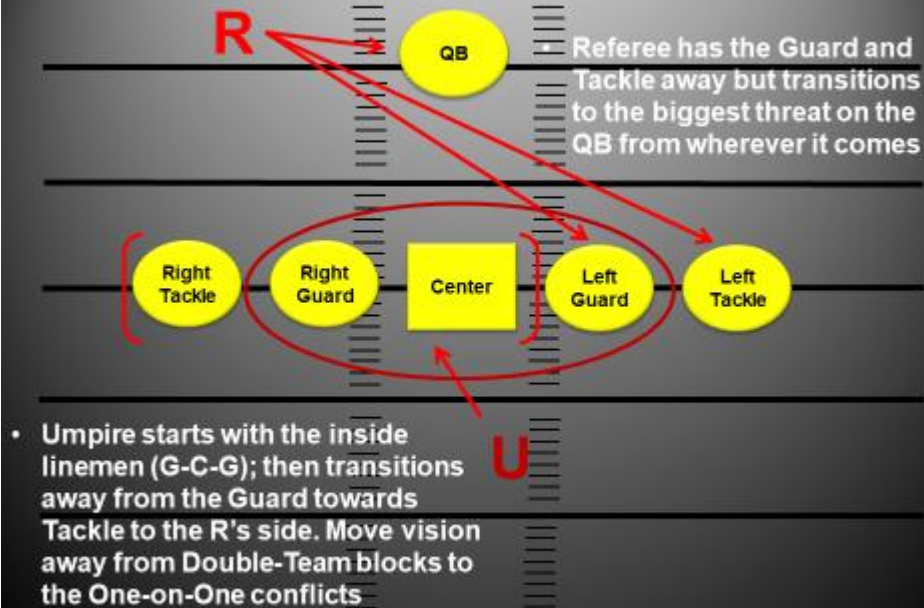 R
QB
• Referee has the Guard and
Tackle away but transitions
to the biggest threat on the
QB from wherever it comes
Right
Tackle
Right
Guard
Center
Left
Guard
Left
Tackle
• Umpire starts with the inside
linemen (G-C-G); then transitions
away from the Guard towards
Tackle to the R's side. Move vision
away from Double-Team blocks to
the One-on-One conflicts
U